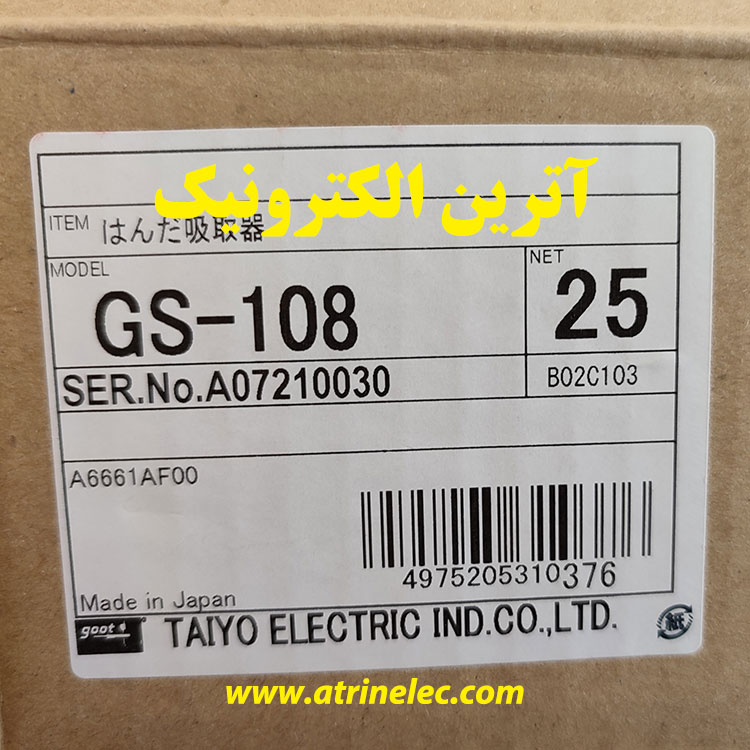 آترین الکترونیک
ITEM はんだ吸取器
MODEL
GS-108
NET
25
SER.No.A07210030
B02C103
A6661AF00
4975205310376
Made in Japan
goot
TAIYO ELECTRIC IND.CO.,LTD.
紙
www.atrinelec.com